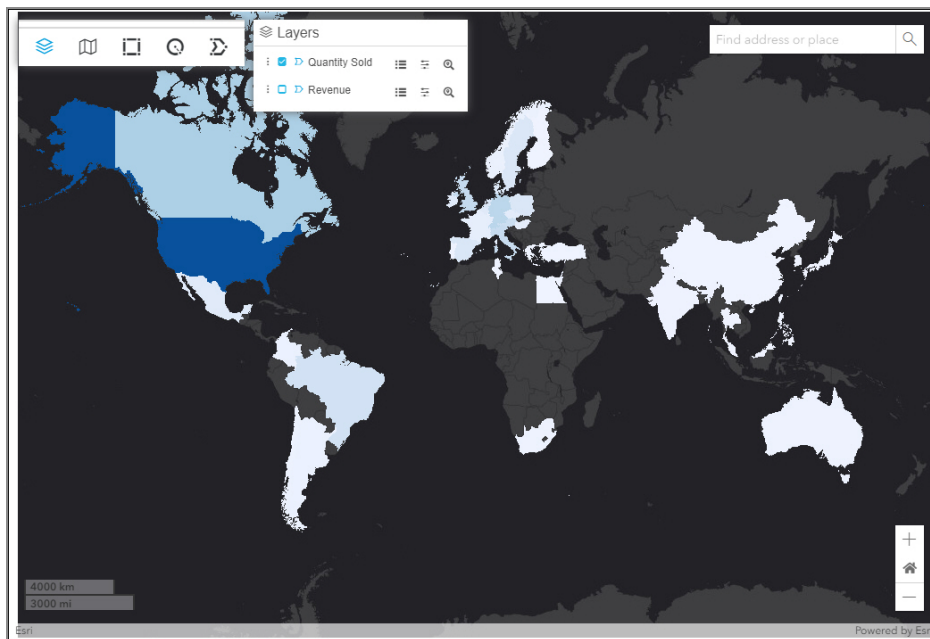 Layers
Quantity Sold
Revenue
Find address or place
4000 km
3000 mi
Esri
Powered by Esri